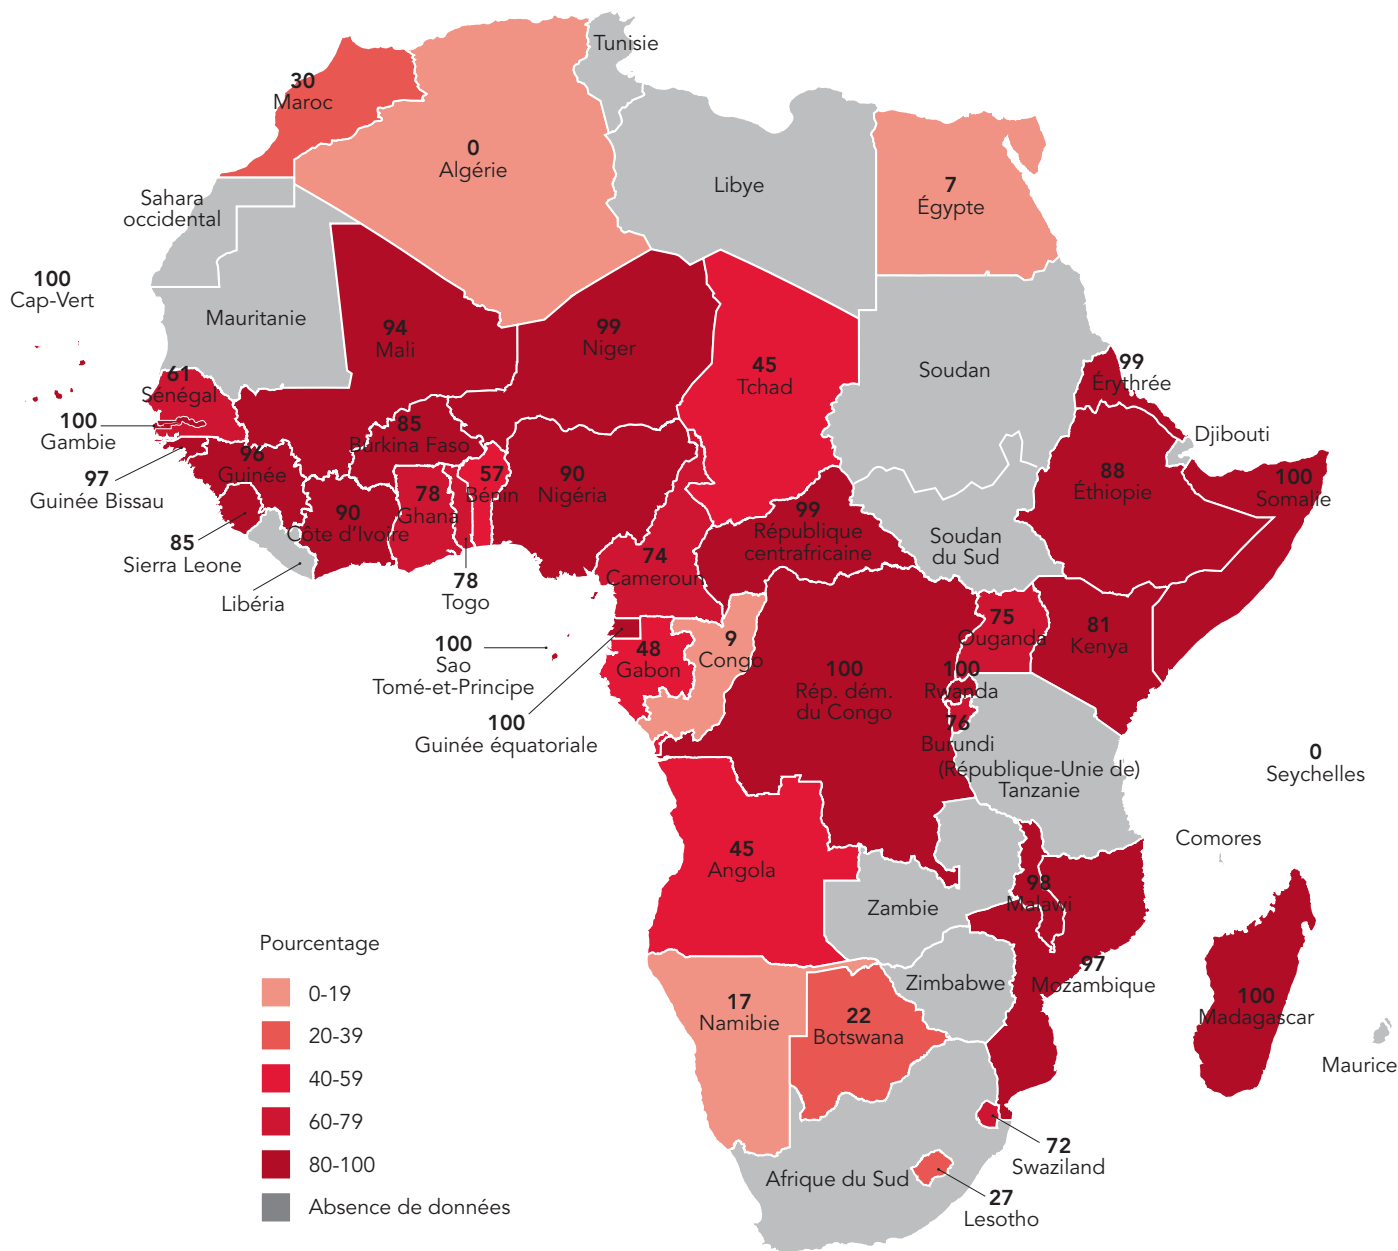 Tunisie
30
Maroc
0
Algérie
Libye
7
Égypte
Sahara
occidental
100
Cap-Vert
Mauritanie
94
Mali
99
Niger
45
Tchad
Soudan
99
Érythrée
61
Sénégal
100
Gambie
85
Burkina Faso
Djibouti
96
Guinée
97
Guinée Bissau
78
Ghana
57
Bénin
90
Nigéria
88
Éthiopie
100
Somalie
90
Côte d'Ivoire
99
République
centrafricaine
Soudan
du Sud
85
Sierra Leone
74
Cameroun
78
Togo
Libéria
75
Ouganda
81
Kenya
100
Sao
Tomé-et-Principe
48
Gabon
9
Congo
100
Rép. dém.
du Congo
100
Rwanda
100
Guinée équatoriale
76
Burundi
(République-Unie de)
Tanzanie
0
Seychelles
Comores
45
Angola
98
Malawi
Zambie
97
Mozambique
Zimbabwe
100
Madagascar
17
Namibie
22
Botswana
Maurice
72
Swaziland
Afrique du Sud
27
Lesotho
Pourcentage
0-19
20-39
40-59
60-79
80-100
Absence de données